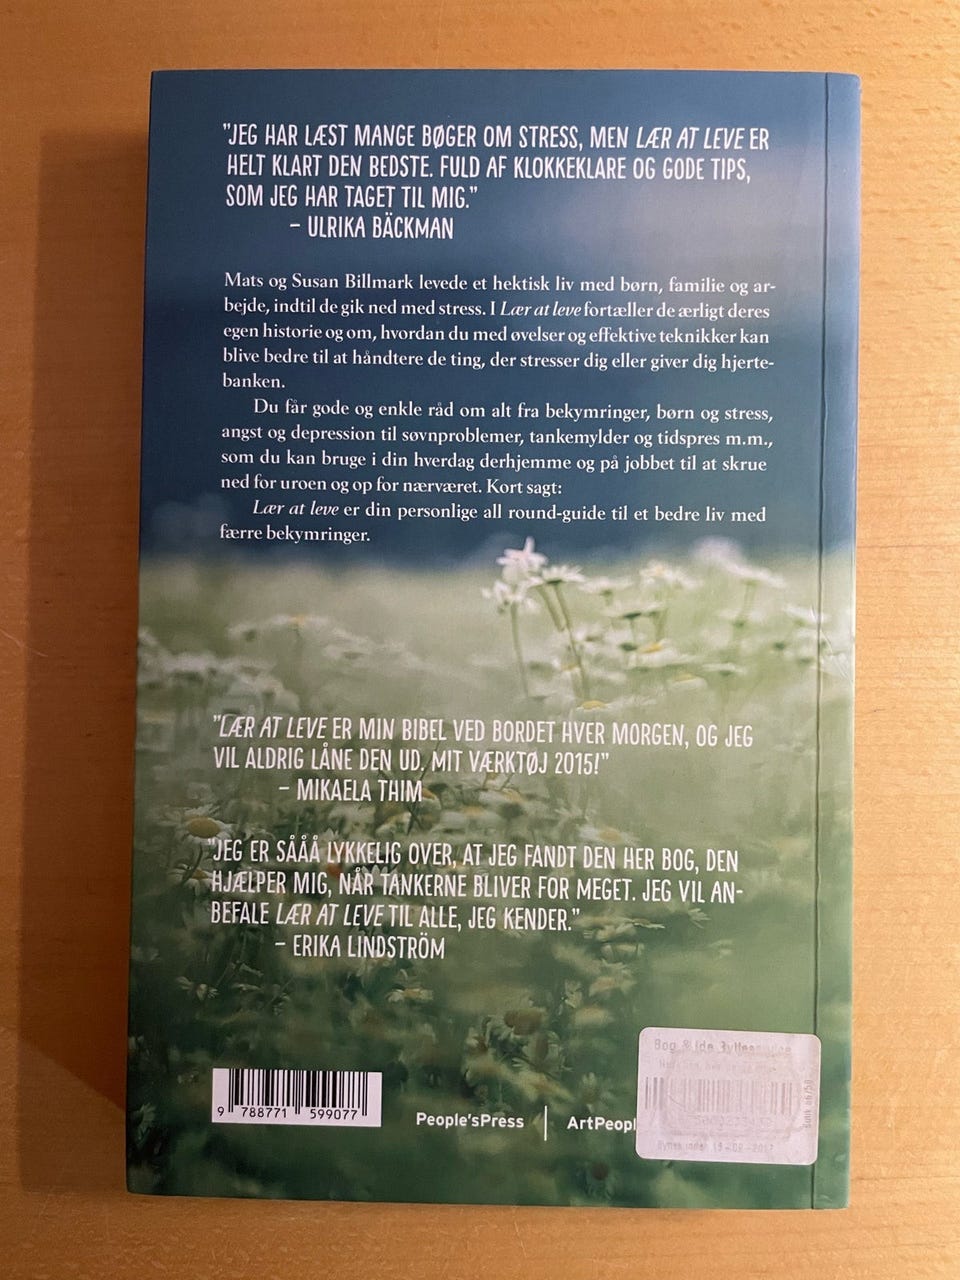 "JEG HAR LÆST MANGE BØGER OM STRESS, MEN LÆR AT LEVE ER
HELT KLART DEN BEDSTE. FULD AF KLOKKEKLARE OG GODE TIPS,
SOM JEG HAR TAGET TIL MIG."
– ULRIKA BÄCKMAN
Mats og Susan Billmark levede et hektisk liv med børn, familie og ar-
bejde, indtil de gik ned med stress. I Lær at leve fortæller de ærligt deres
egen historie og om, hvordan du med øvelser og effektive teknikker kan
blive bedre til at håndtere de ting, der stresser dig eller giver dig hjerte-
banken.
Du får gode og enkle råd om alt fra bekymringer, børn og stress,
angst og depression til søvnproblemer, tankemylder og tidspres m.m.,
som du kan bruge i din hverdag derhjemme og på jobbet til at skrue
ned for uroen og op for nærværet. Kort sagt:
Lær at leve er din personlige all round-guide til et bedre liv med
færre bekymringer.
"LÆR AT LEVE ER MIN BIBEL VED BORDET HVER MORGEN, OG JEG
VIL ALDRIG LÅNE DEN UD. MIT VÆRKTØJ 2015!"
– MIKAELA THIM
"JEG ER SÅÅÅ LYKKELIG OVER, AT JEG FANDT DEN HER BOG, DEN
HJÆLPER MIG, NÅR TANKERNE BLIVER FOR MEGET. JEG VIL AN-
BEFALE LÆR AT LEVE TIL ALLE, JEG KENDER."
– ERIKA LINDSTRÖM
9 788771 599077
People'sPress | ArtPeopl
Bog & ide